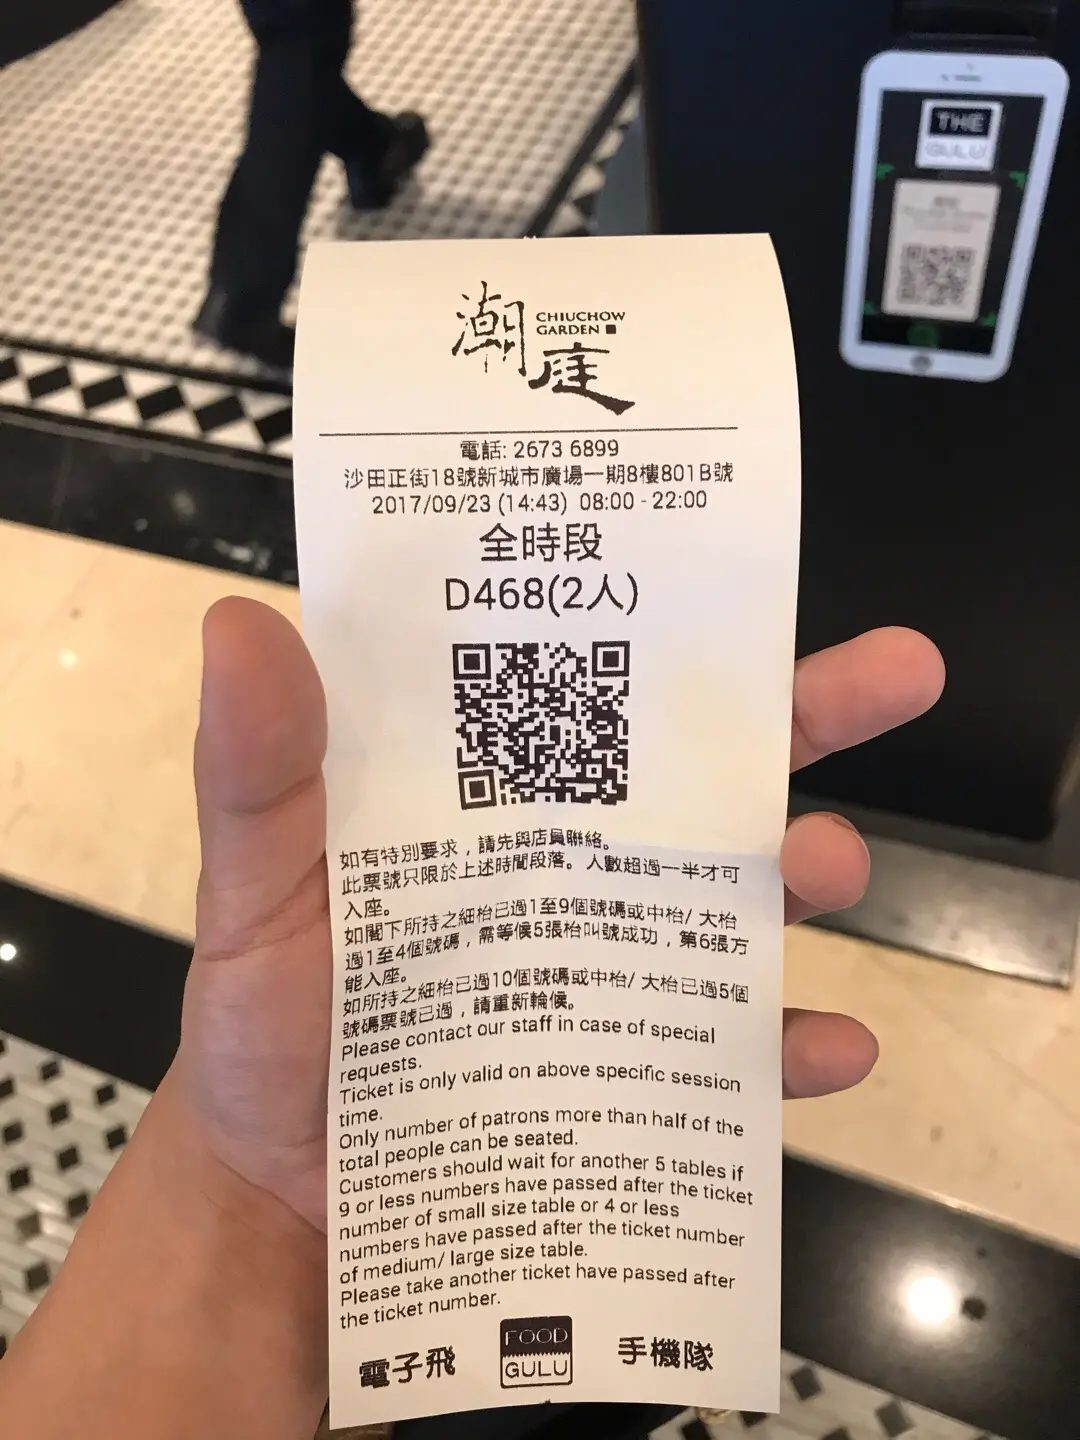 THE
GULU
潮庭
CHIUCHOW
GARDEN
電話: 2673 6899
沙田正街18號新城市廣場一期8樓801B號
2017/09/23 (14:43) 08:00 - 22:00
全時段
D468(2人)
如有特別要求，請先與店員聯絡。
此票號只限於上述時間段落。人數超過一半才可
入座。
如閣下所持之細枱已過1至9個號碼或中枱/ 大枱
過1至4個號碼，需等候5張枱叫號成功，第6張方
能入座。
如所持之細枱已過10個號碼或中枱/ 大枱已過5個
號碼票號已過，請重新輪候。
Please contact our staff in case of special
requests.
Ticket is only valid on above specific session
time.
Only number of patrons more than half of the
total people can be seated.
Customers should wait for another 5 tables if
9 or less numbers have passed after the ticket
number of small size table or 4 or less
numbers have passed after the ticket number
of medium/ large size table.
Please take another ticket have passed after
the ticket number.
電子飛
FOOD
GULU
手機隊